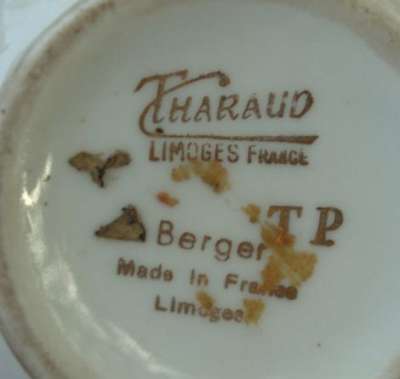 THARAUD
LIMOGES FRANCE
TP
Berger
Made in France
Limoges